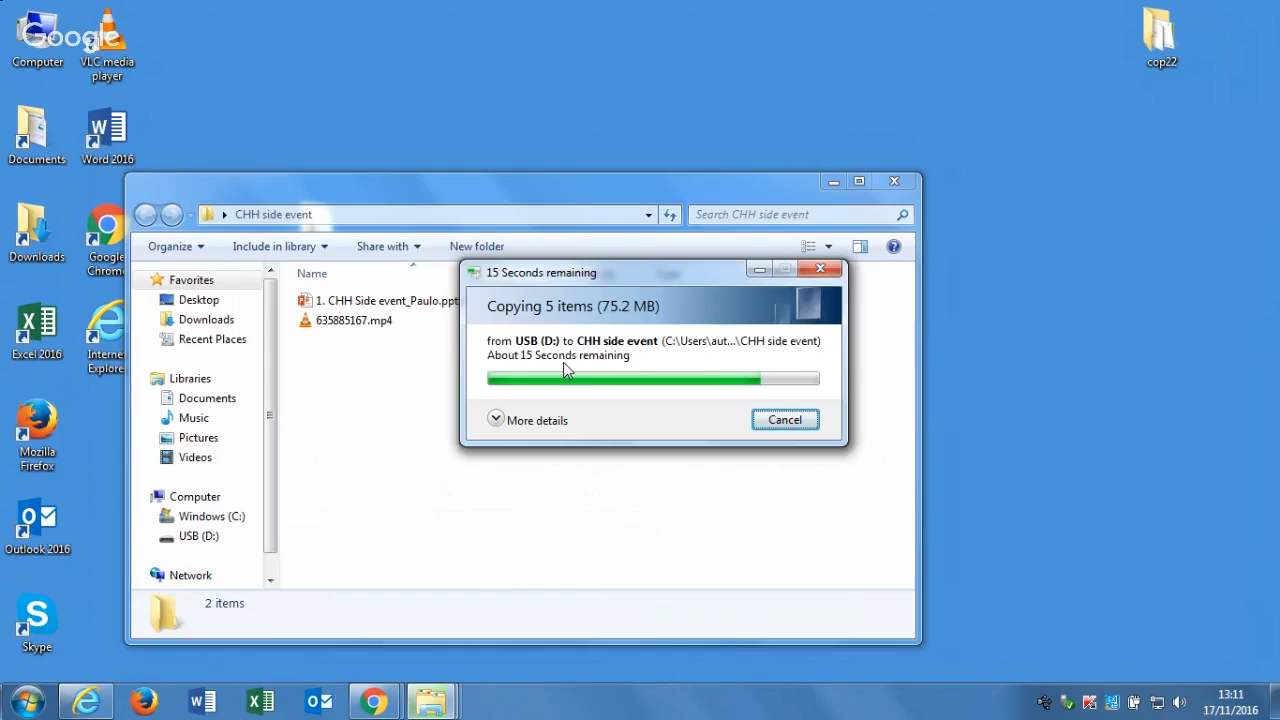 Google
Computer
VLC media
player
cop22
Documents
Word 2016
Downloads
Google
Chrome
Excel 2016
Internet
Explorer
Mozilla
Firefox
Outlook 2016
Skype
CHH side event
Search CHH side event
Organize
Include in library
Share with
New folder
Favorites
Desktop
Downloads
Recent Places
Libraries
Documents
Music
Pictures
Videos
Computer
Windows (C:)
USB (D:)
Network
Name
1. CHH Side event_Paulo.ppt
635885167.mp4
15 Seconds remaining
Copying 5 items (75.2 MB)
from USB (D:) to CHH side event (C:\Users\aut...\CHH side event)
About 15 Seconds remaining
More details
Cancel
2 items
13:11
17/11/2016